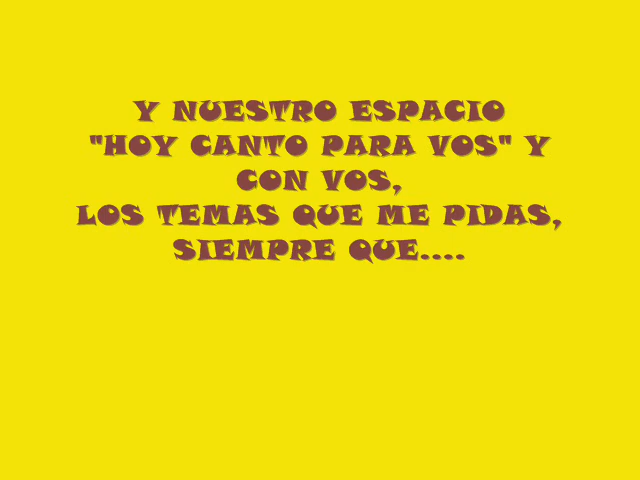 Y NUESTRO ESPACIO
"HOY CANTO PARA VOS" Y
CON VOS,
LOS TEMAS QUE ME PIDAS,
SIEMPRE QUE....